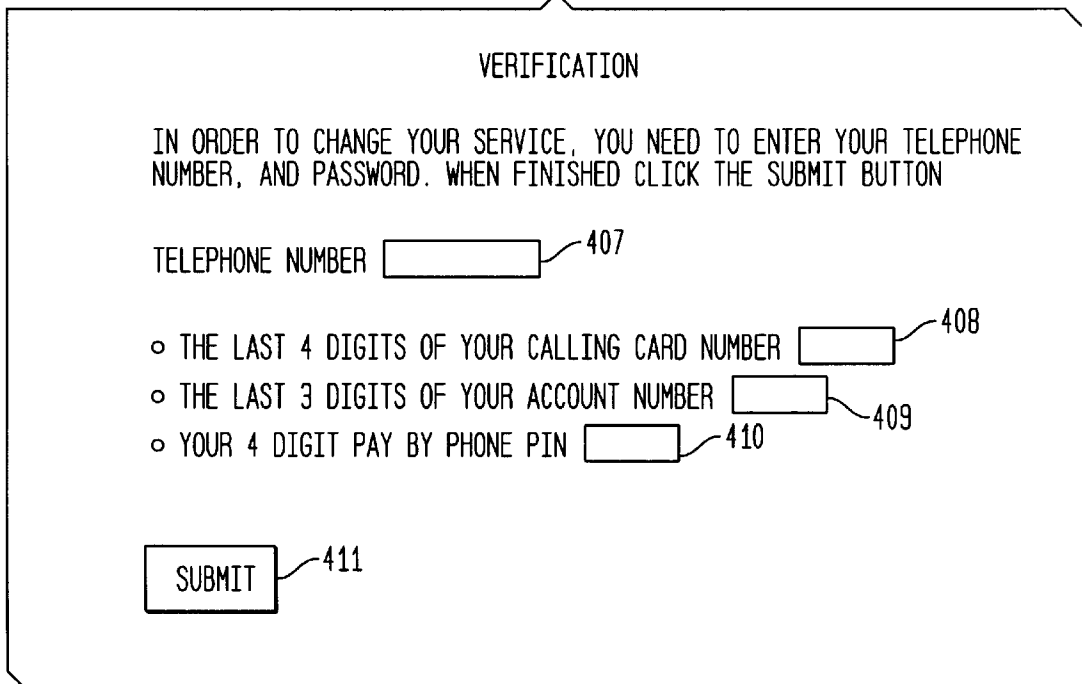 VERIFICATION
IN ORDER TO CHANGE YOUR SERVICE, YOU NEED TO ENTER YOUR TELEPHONE
NUMBER, AND PASSWORD. WHEN FINISHED CLICK THE SUBMIT BUTTON
TELEPHONE NUMBER 407
○ THE LAST 4 DIGITS OF YOUR CALLING CARD NUMBER 408
○ THE LAST 3 DIGITS OF YOUR ACCOUNT NUMBER 409
○ YOUR 4 DIGIT PAY BY PHONE PIN 410
SUBMIT 411